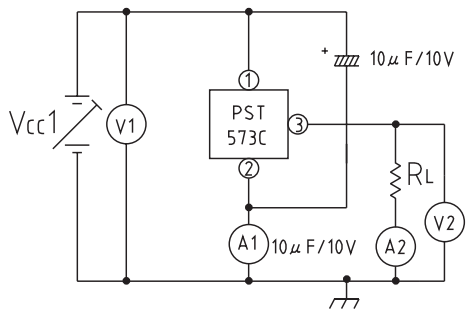 +
10μF/10V
1
Vcc1
V1
PST
573C
3
2
RL
A1
10μF/10V
A2
V2